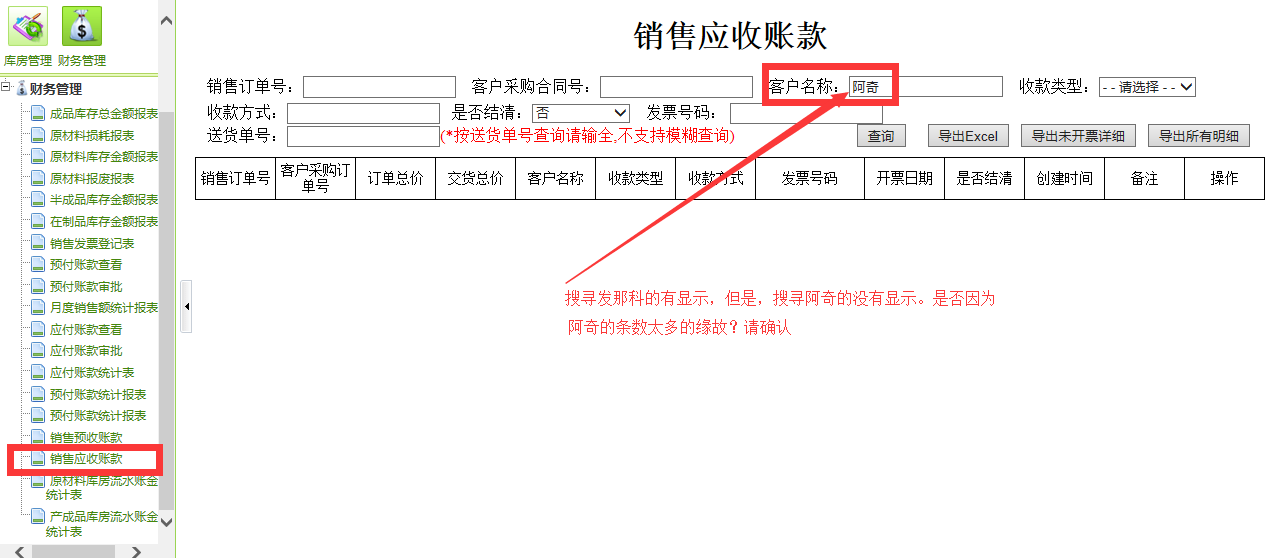 库房管理 财务管理
财务管理
成品库存总金额报表
原材料损耗报表
原材料库存金额报表
原材料报废报表
半成品库存金额报表
在制品库存金额报表
销售发票登记表
预付账款查看
预付账款审批
月度销售额统计报表
应付账款查看
应付账款审批
应付账款统计表
预付账款统计报表
预付账款统计报表
销售预收账款
销售应收账款
原材料库房流水账金
统计表
产成品库房流水账金
统计表
销售应收账款
销售订单号： 客户采购合同号： 客户名称： 阿奇 收款类型： - - 请选择 - -
收款方式： 是否结清： 否 发票号码：
送货单号： (*按送货单号查询请输全,不支持模糊查询) 查询 导出Excel 导出未开票详细 导出所有明细
销售订单号 客户采购订单号 订单总价 交货总价 客户名称 收款类型 收款方式 发票号码 开票日期 是否结清 创建时间 备注 操作
搜寻发那科的有显示，但是，搜寻阿奇的没有显示。是否因为
阿奇的条数太多的缘故？请确认